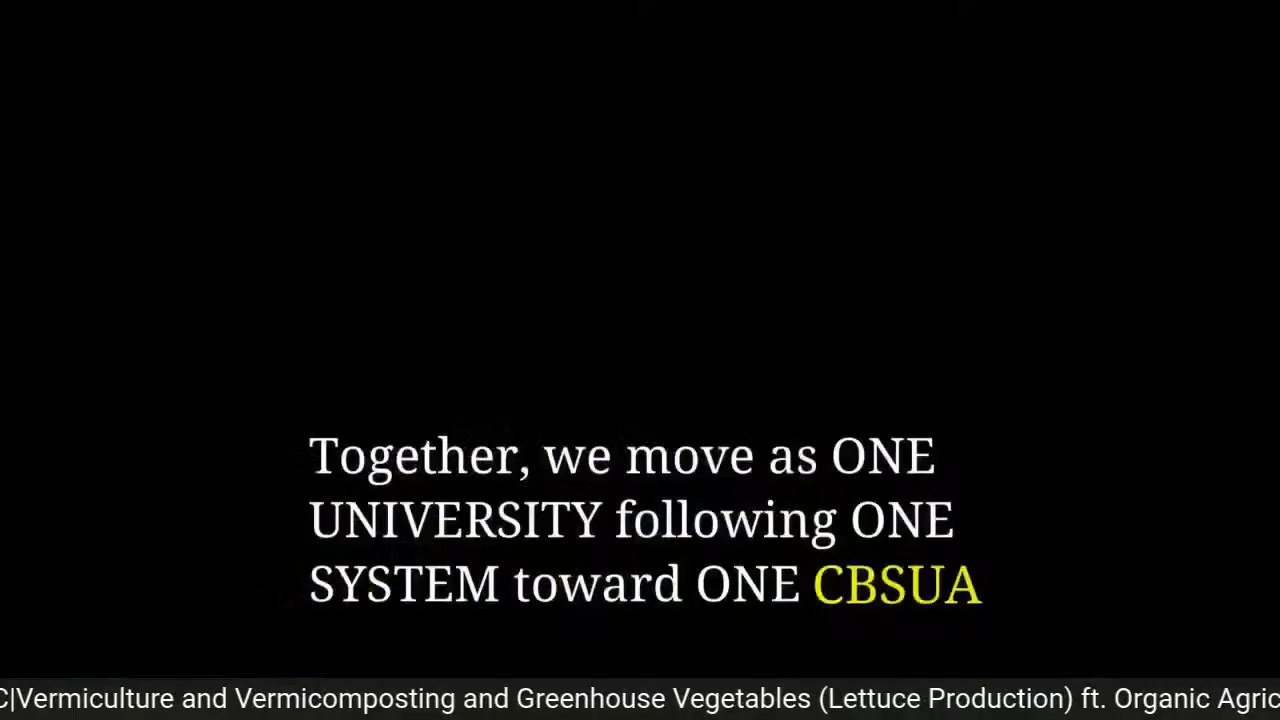 Together, we move as ONE
UNIVERSITY following ONE
SYSTEM toward ONE CBSUA
C|Vermiculture and Vermicomposting and Greenhouse Vegetables (Lettuce Production) ft. Organic Agric